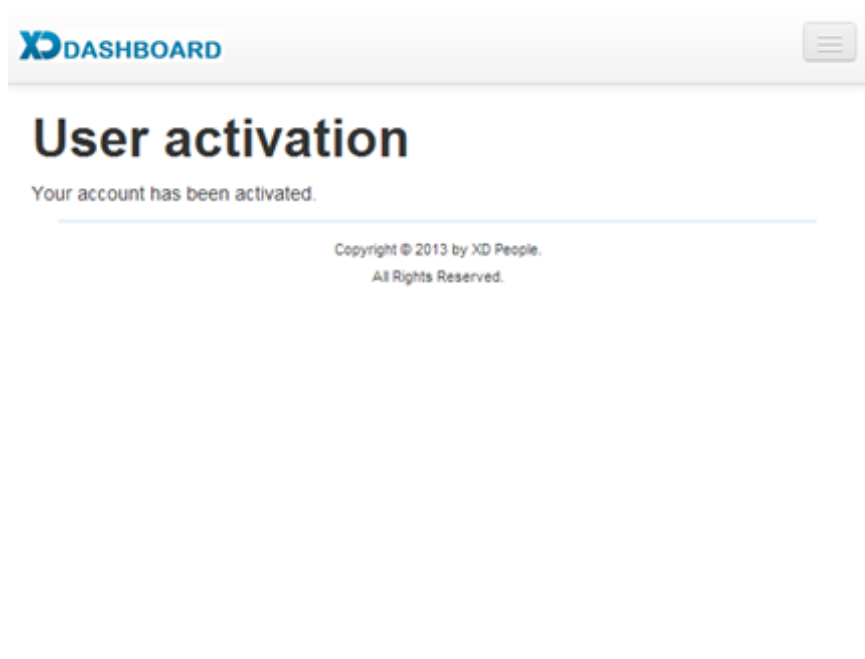 XDDASHBOARD
User activation
Your account has been activated.
Copyright © 2013 by XD People.
All Rights Reserved.